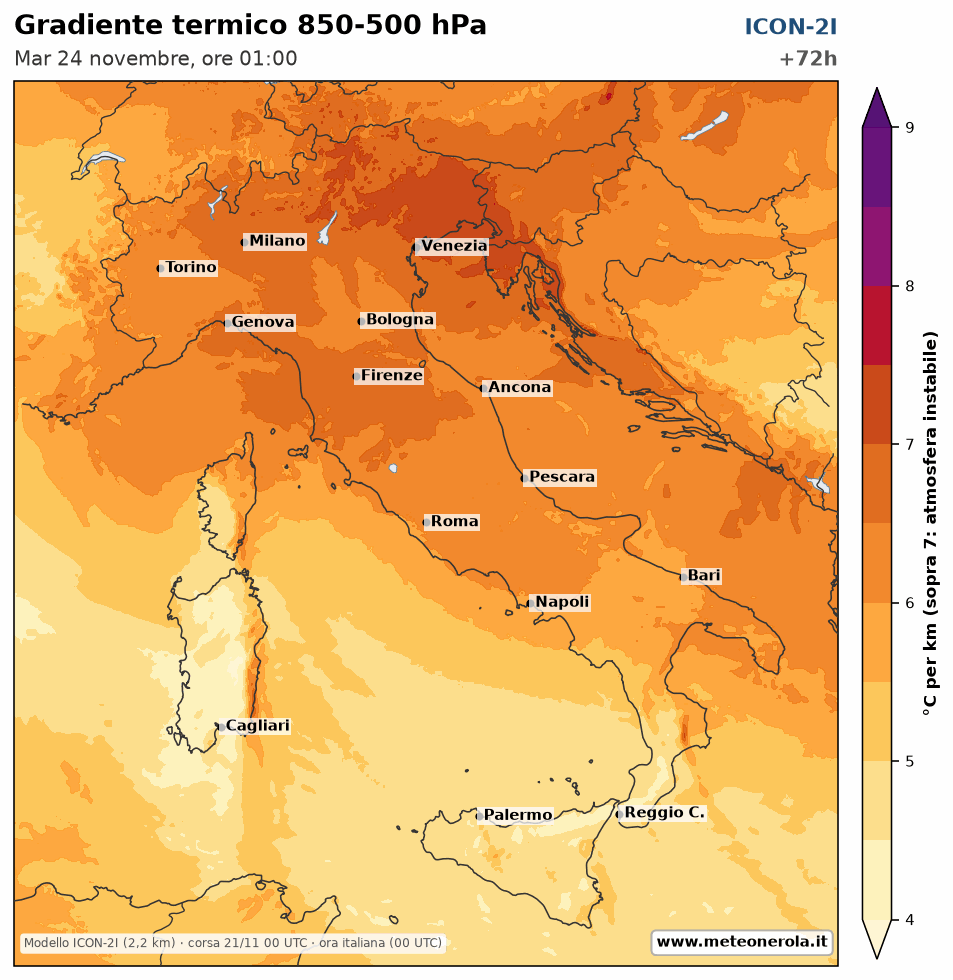 Gradiente termico 850-500 hPa
ICON-2I
Mar 24 novembre, ore 01:00
+72h
9
8
7
6
5
4
°C per km (sopra 7: atmosfera instabile)
Milano
Venezia
Torino
Genova
Bologna
Firenze
Ancona
Pescara
Roma
Bari
Napoli
Cagliari
Palermo
Reggio C.
Modello ICON-2I (2,2 km) · corsa 21/11 00 UTC · ora italiana (00 UTC)
www.meteonerola.it